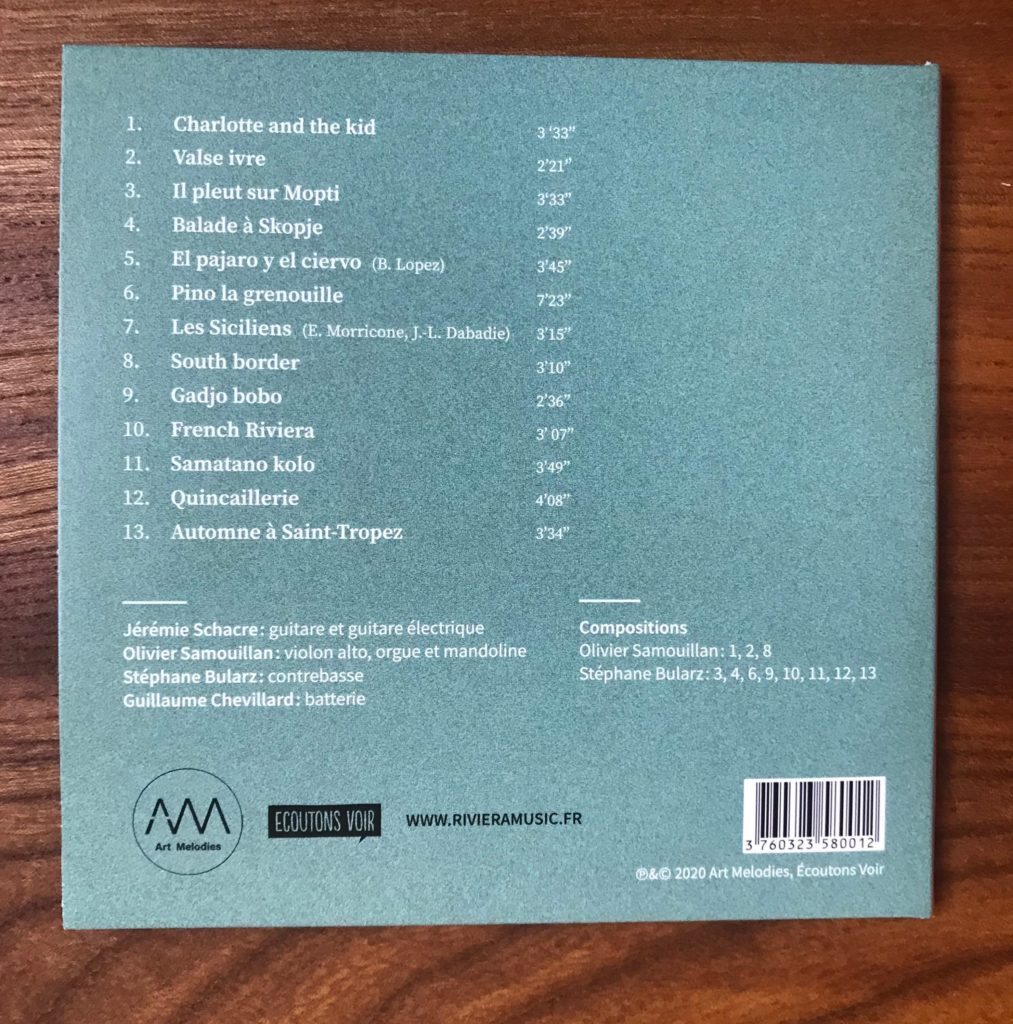 1. Charlotte and the kid 3 ‘33”
2. Valse ivre 2’21”
3. Il pleut sur Mopti 3‘33”
4. Balade à Skopje 2’39”
5. El pajaro y el ciervo (B. Lopez) 3’45”
6. Pino la grenouille 7’23”
7. Les Siciliens (E. Morricone, J.-L. Dabadie) 3’15”
8. South border 3’10”
9. Gadjo bobo 2’36”
10. French Riviera 3’ 07”
11. Samatano kolo 3’49”
12. Quincaillerie 4’08”
13. Automne à Saint-Tropez 3’34”
Jérémie Schacre : guitare et guitare électrique
Olivier Samouillan : violon alto, orgue et mandoline
Stéphane Bularz : contrebasse
Guillaume Chevillard : batterie
Compositions
Olivier Samouillan : 1, 2, 8
Stéphane Bularz : 3, 4, 6, 9, 10, 11, 12, 13
Art Melodies
ECOUTONS VOIR
WWW.RIVIERAMUSIC.FR
3 760323 580012
℗&© 2020 Art Melodies, Écoutons Voir